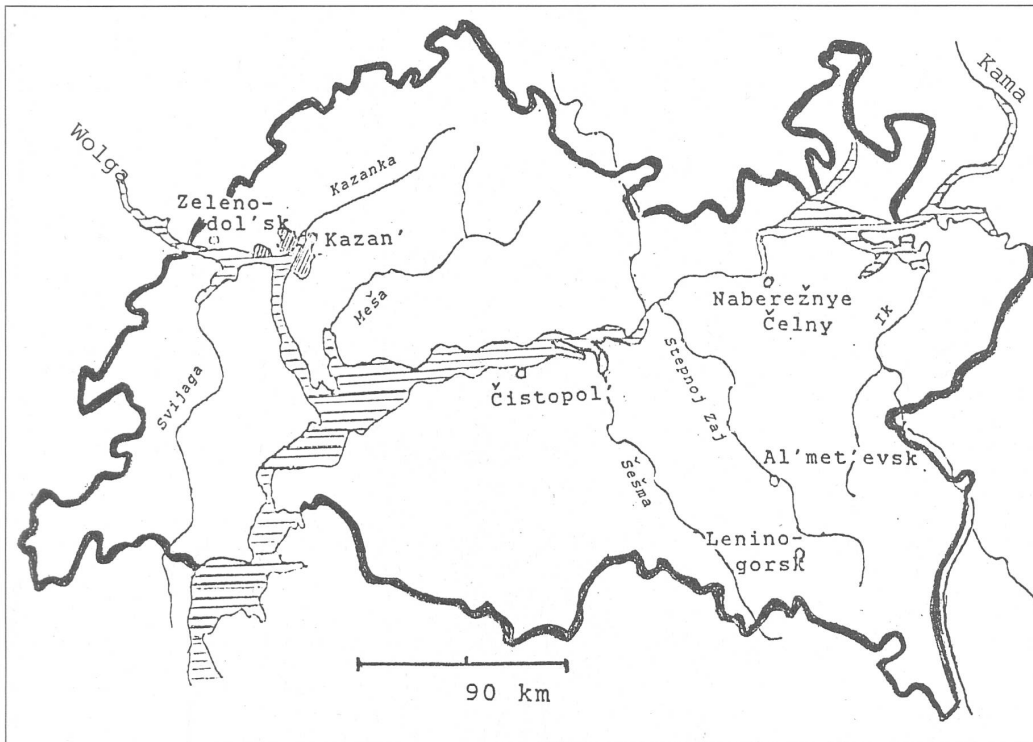 Kama
Wolga
Kazanka
Zeleno-
dol'sk
Kazan'
Naberežnye
Čelny
Meša
Ik
Svijaga
Stepnoj Zaj
Čistopol
Al'met'evsk
Šešma
Lenino-
gorsk
90 km